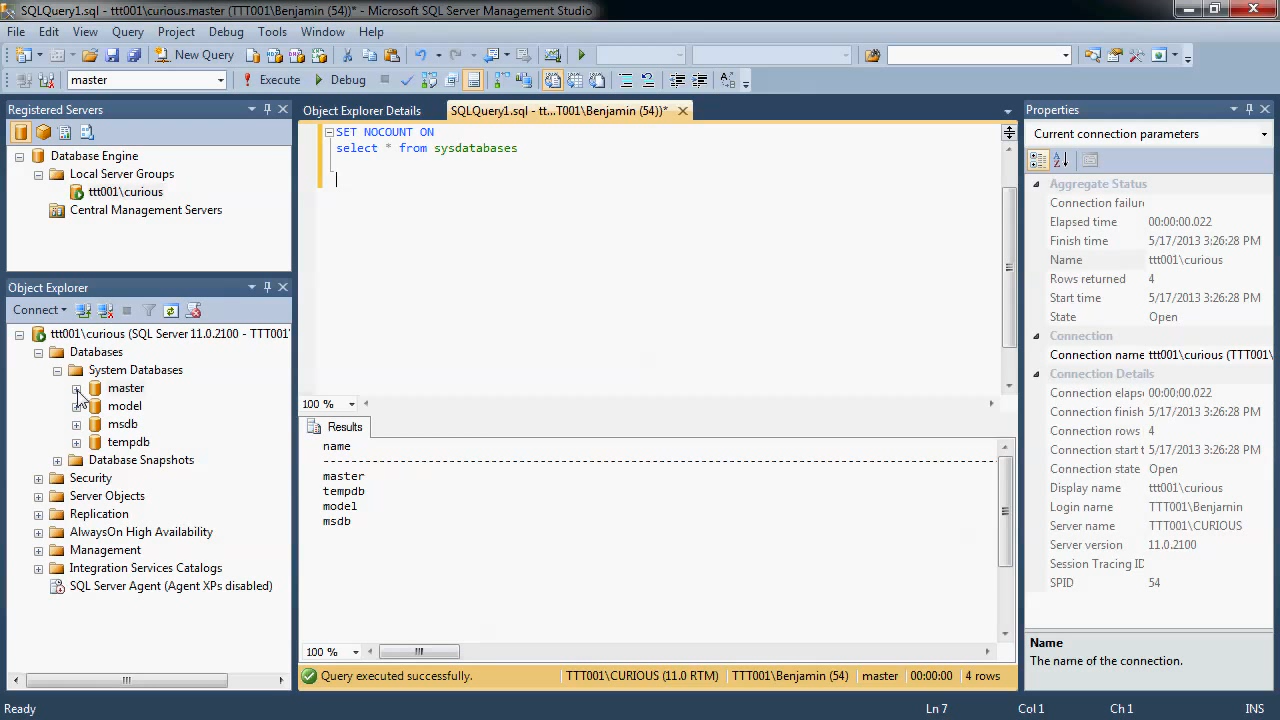 SQLQuery1.sql - ttt001\curious.master (TTT001\Benjamin (54))* - Microsoft SQL Server Management Studio
File Edit View Query Project Debug Tools Window Help
New Query
master Execute Debug
Registered Servers
Database Engine
Local Server Groups
ttt001\curious
Central Management Servers
Object Explorer
Connect
ttt001\curious (SQL Server 11.0.2100 - TTT001'
Databases
System Databases
master
model
msdb
tempdb
Database Snapshots
Security
Server Objects
Replication
AlwaysOn High Availability
Management
Integration Services Catalogs
SQL Server Agent (Agent XPs disabled)
Object Explorer Details SQLQuery1.sql - tt...T001\Benjamin (54))*
SET NOCOUNT ON
select * from sysdatabases
100 %
Results
name
master
tempdb
model
msdb
100 %
Query executed successfully. TTT001\CURIOUS (11.0 RTM) TTT001\Benjamin (54) master 00:00:00 4 rows
Properties
Current connection parameters
Aggregate Status
Connection failure
Elapsed time 00:00:00.022
Finish time 5/17/2013 3:26:28 PM
Name ttt001\curious
Rows returned 4
Start time 5/17/2013 3:26:28 PM
State Open
Connection
Connection name ttt001\curious (TTT001\
Connection Details
Connection elaps 00:00:00.022
Connection finish 5/17/2013 3:26:28 PM
Connection rows 4
Connection start t 5/17/2013 3:26:28 PM
Connection state Open
Display name ttt001\curious
Login name TTT001\Benjamin
Server name TTT001\CURIOUS
Server version 11.0.2100
Session Tracing ID
SPID 54
Name
The name of the connection.
Ready Ln 7 Col 1 Ch 1 INS